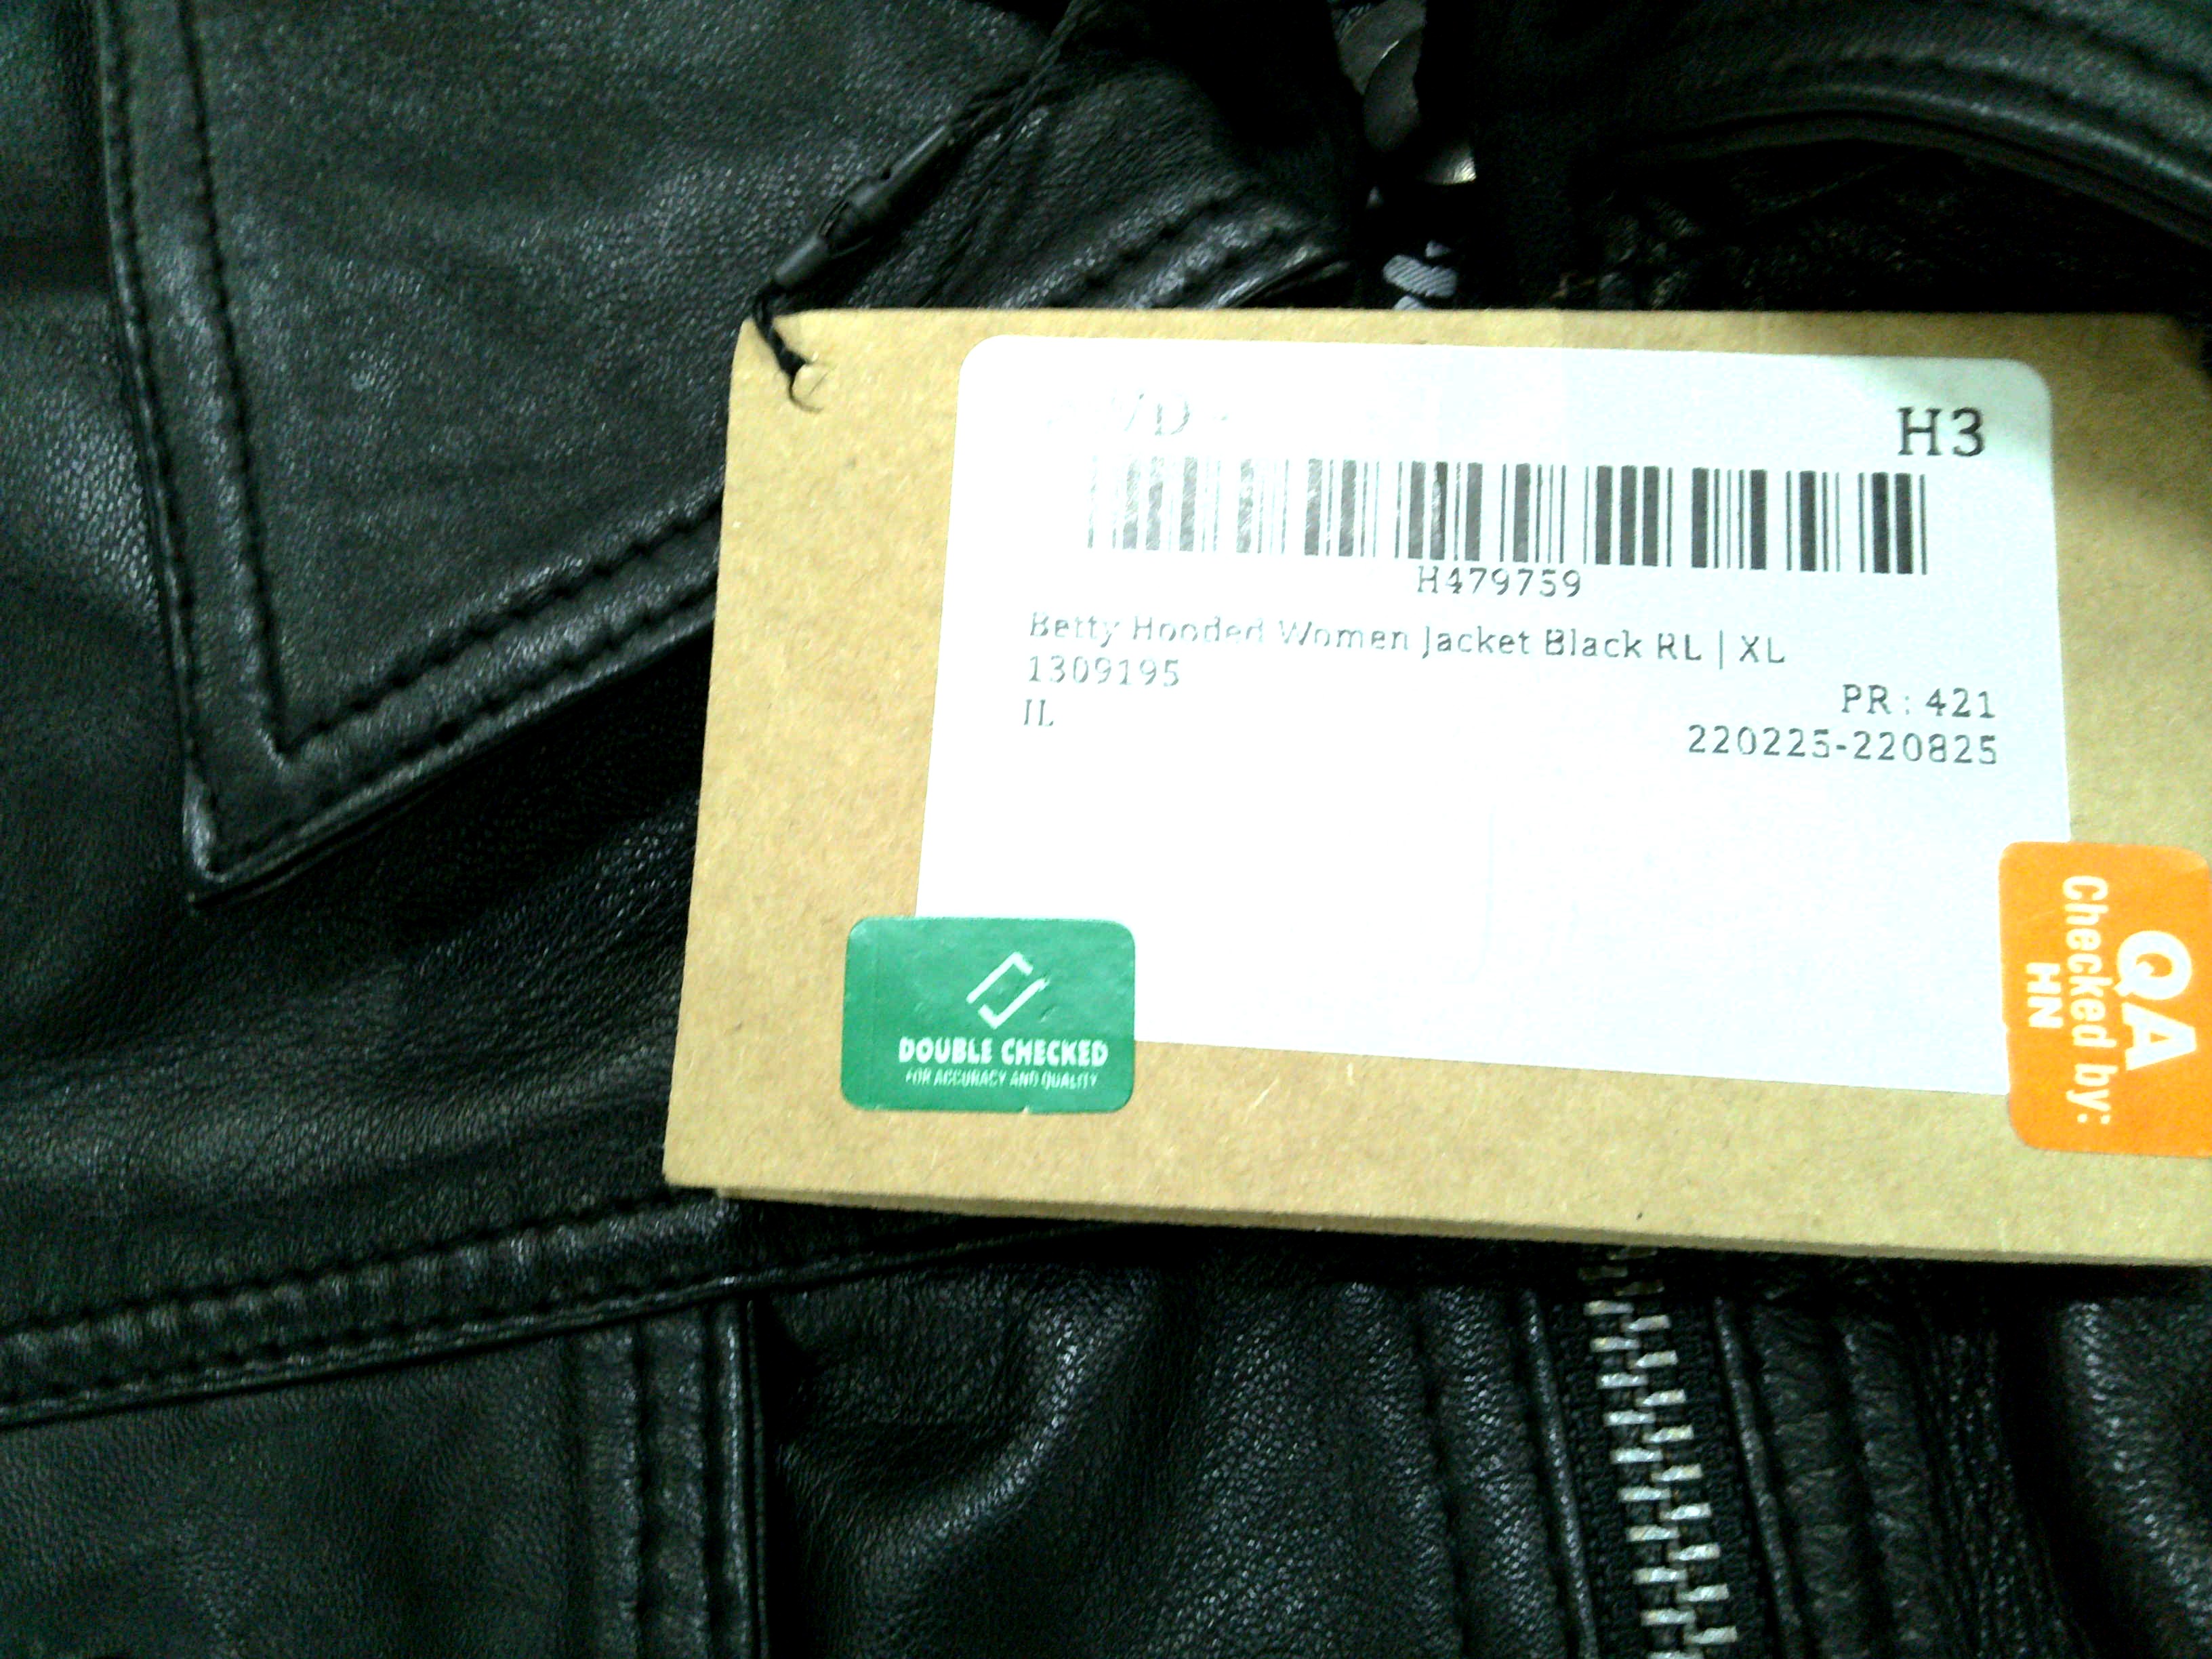 H3
H479759
Betty Hooded Women Jacket Black RL | XL
1309195
PR : 421
IL
220225-220825
DOUBLE CHECKED
FOR ACCURACY AND QUALITY
QA
Checked by:
HN